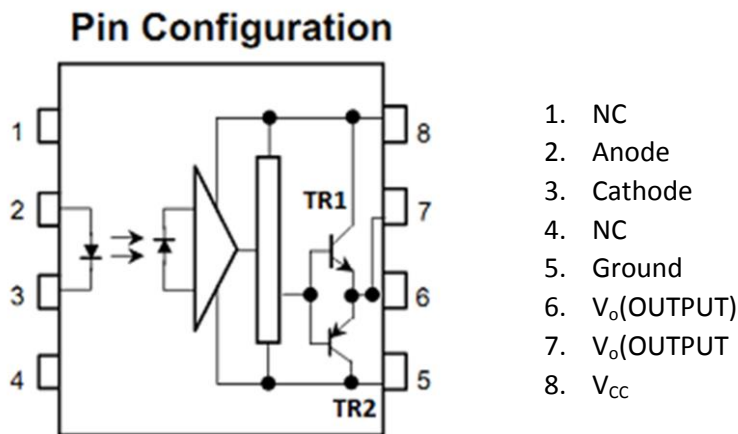 Pin Configuration
1
2
3
4
8
7
6
5
TR1
TR2
1. NC
2. Anode
3. Cathode
4. NC
5. Ground
6. Vo(OUTPUT)
7. Vo(OUTPUT
8. VCC